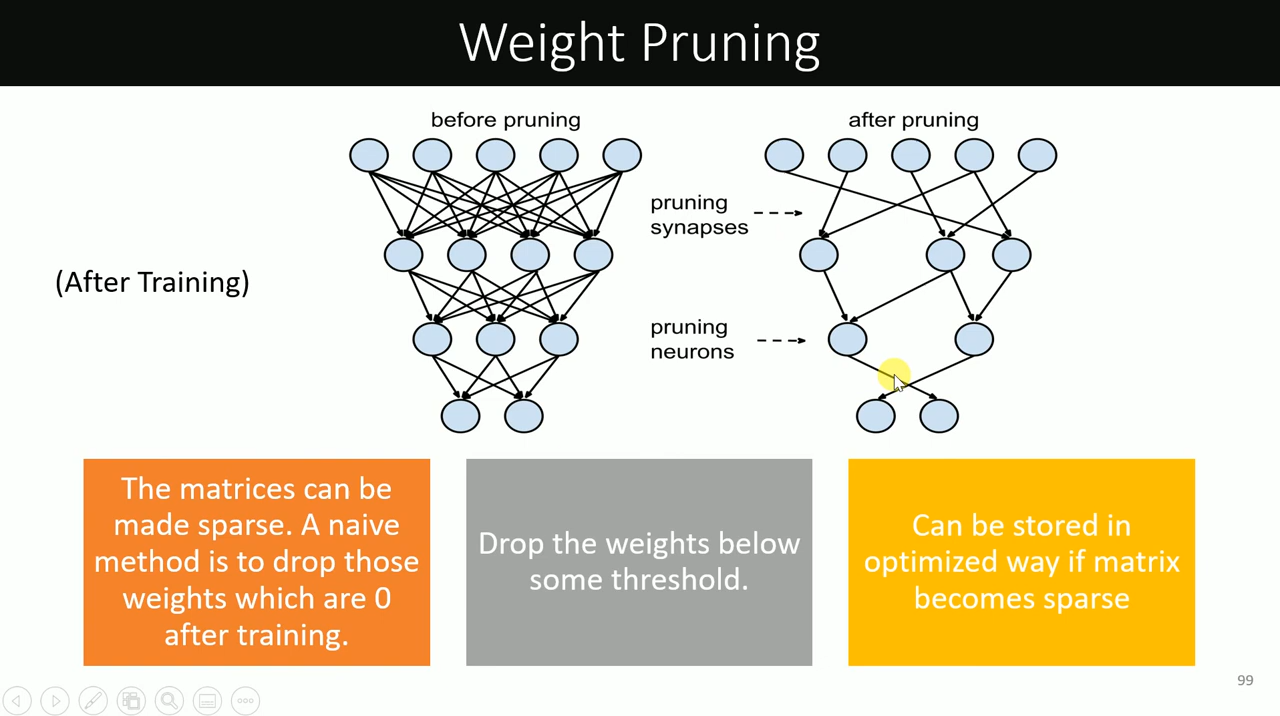 Weight Pruning
before pruning
after pruning
pruning
synapses
(After Training)
pruning
neurons
The matrices can be
made sparse. A naive
method is to drop those
weights which are 0
after training.
Drop the weights below
some threshold.
Can be stored in
optimized way if matrix
becomes sparse
99